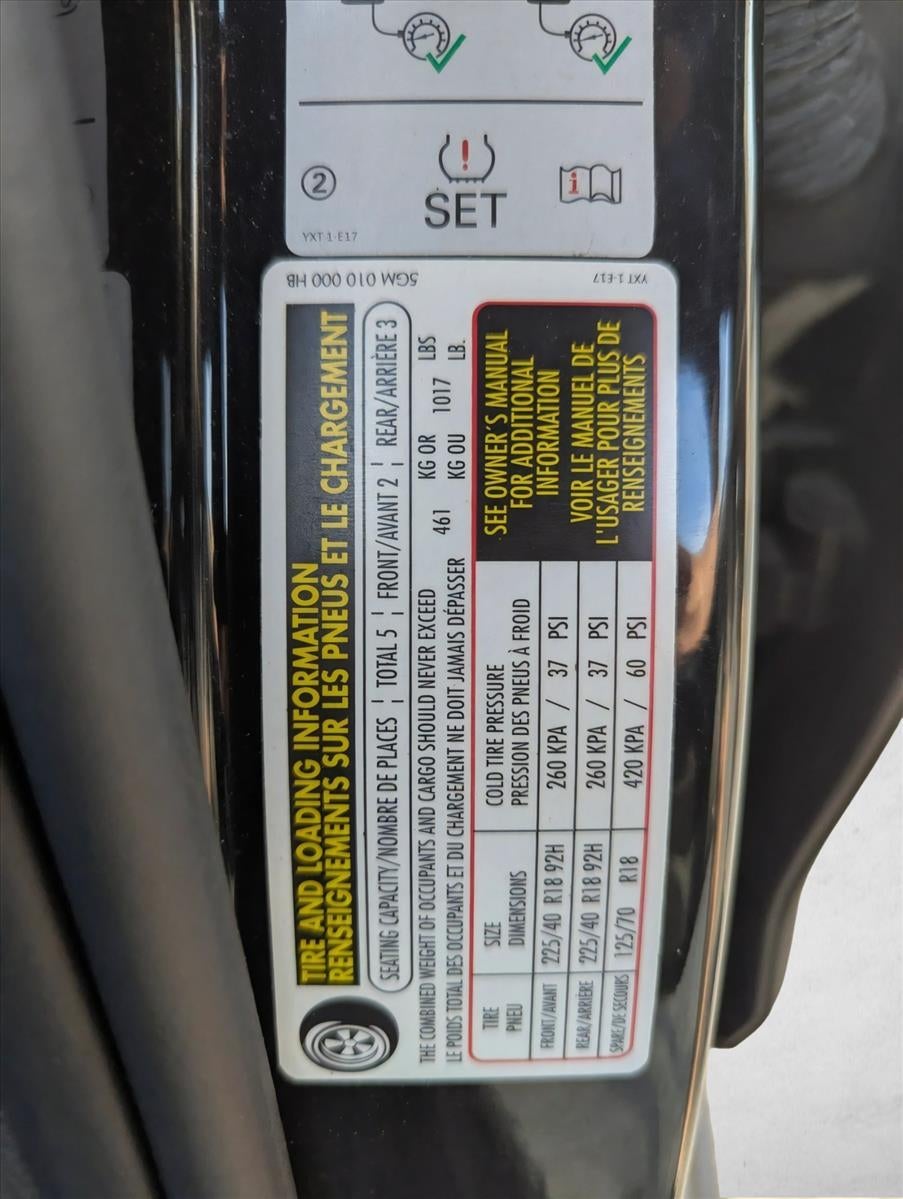 ②
SET
i
YXT 1-E17
5GM 010 000 HB
YXT 1-E17
TIRE AND LOADING INFORMATION
RENSEIGNEMENTS SUR LES PNEUS ET LE CHARGEMENT
SEATING CAPACITY/NOMBRE DE PLACES ¦ TOTAL 5 ¦ FRONT/AVANT 2 ¦ REAR/ARRIÈRE 3
THE COMBINED WEIGHT OF OCCUPANTS AND CARGO SHOULD NEVER EXCEED 461 KG OR 1017 LBS
LE POIDS TOTAL DES OCCUPANTS ET DU CHARGEMENT NE DOIT JAMAIS DÉPASSER KG OU LB.
TIRE SIZE COLD TIRE PRESSURE
PNEU DIMENSIONS PRESSION DES PNEUS À FROID
FRONT/AVANT 225/40 R18 92H 260 KPA / 37 PSI
REAR/ARRIÈRE 225/40 R18 92H 260 KPA / 37 PSI
SPARE/DE SECOURS 125/70 R18 420 KPA / 60 PSI
SEE OWNER'S MANUAL
FOR ADDITIONAL
INFORMATION
VOIR LE MANUEL DE
L'USAGER POUR PLUS DE
RENSEIGNEMENTS